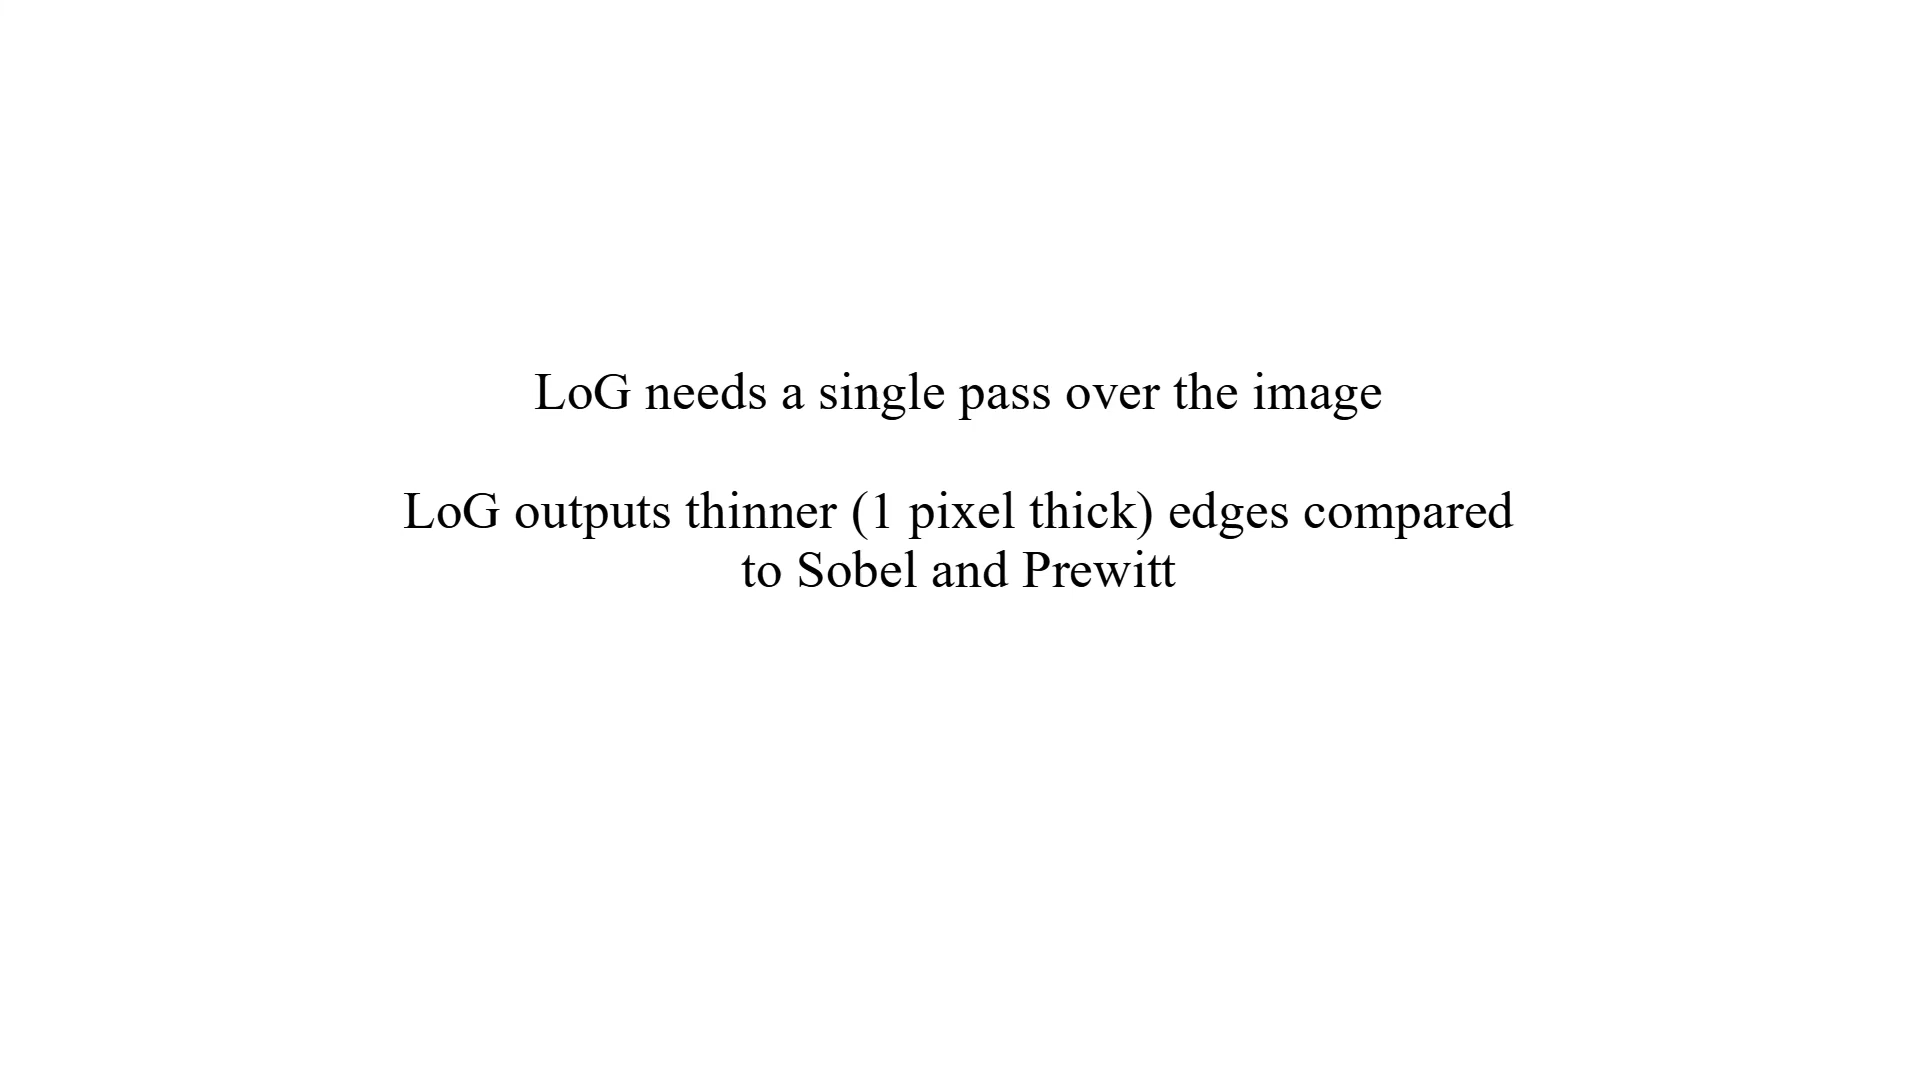 LoG needs a single pass over the image
LoG outputs thinner (1 pixel thick) edges compared
to Sobel and Prewitt